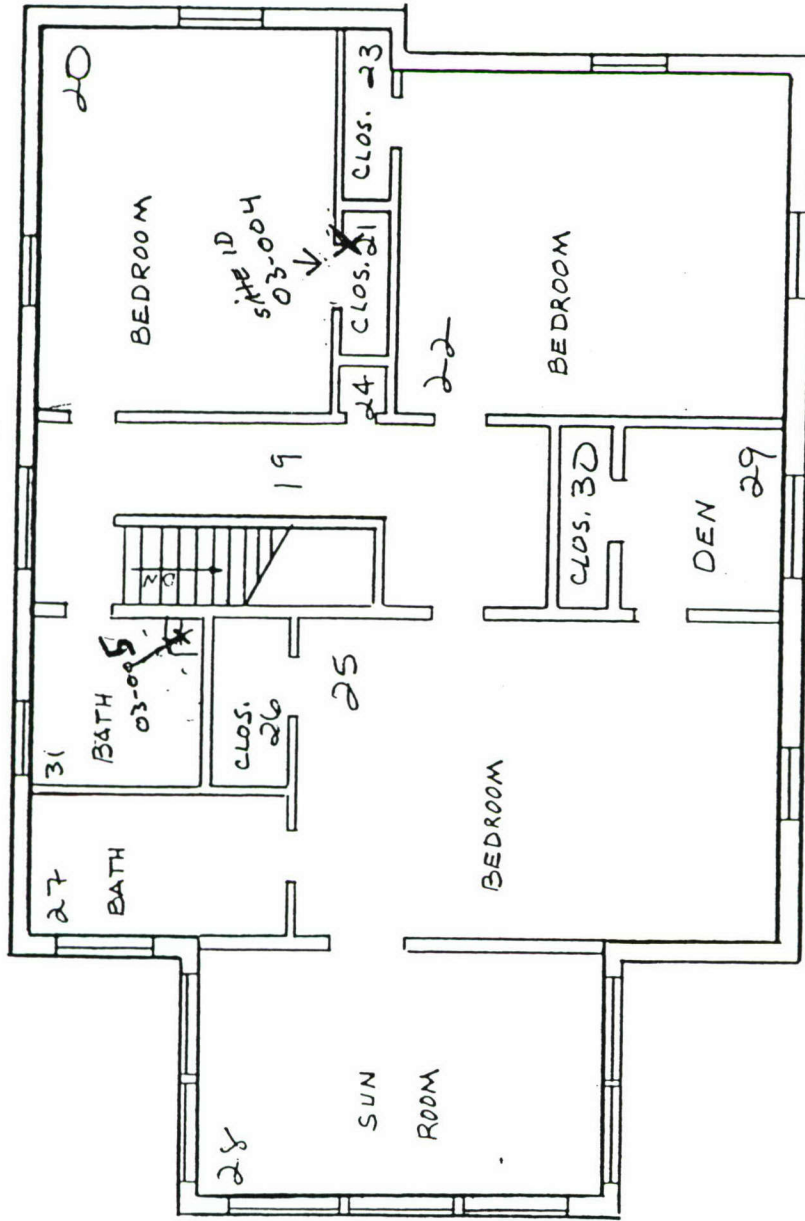 20
BEDROOM
SITE ID
03-004
CLOS. 21
CLOS. 23
24
22
BEDROOM
19
CLOS. 30
DEN
29
31
BATH
03-005
CLOS.
26
25
BEDROOM
27
BATH
28
SUN
ROOM